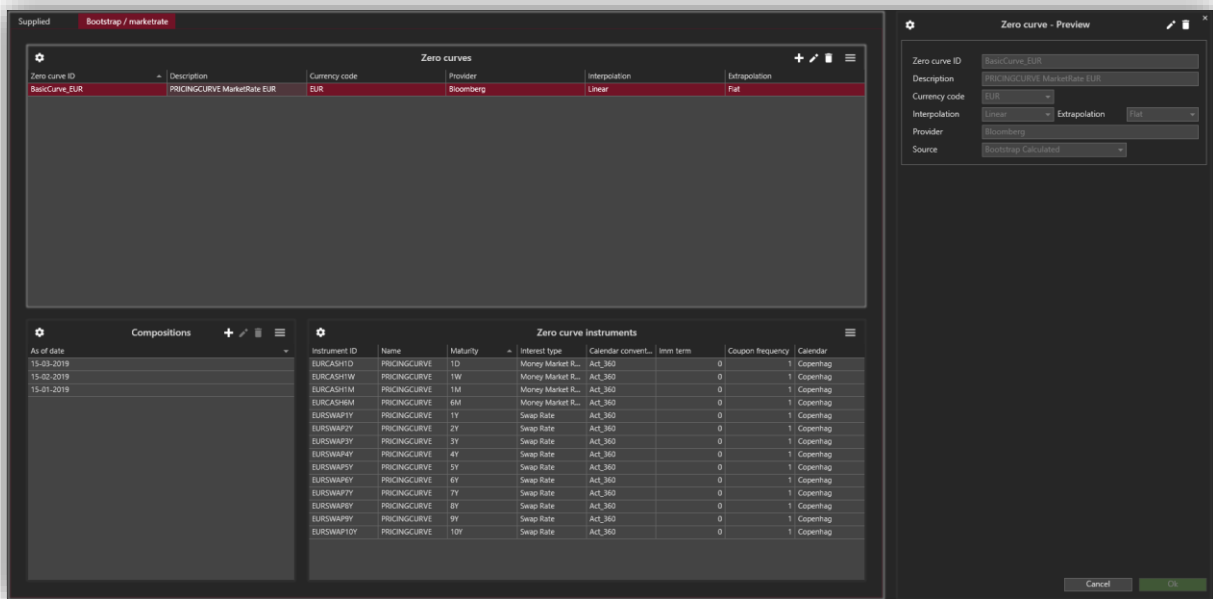 Supplied Bootstrap / marketrate
Zero curves
Zero curve ID Description Currency code Provider Interpolation Extrapolation
BasicCurve_EUR PRICINGCURVE MarketRate EUR EUR Bloomberg Linear Flat
Compositions
As of date
15-03-2019
15-02-2019
15-01-2019
Zero curve instruments
Instrument ID Name Maturity Interest type Calendar convent... Imm term Coupon frequency Calendar
EURCASH1D PRICINGCURVE 1D Money Market R... Act_360 0 1 Copenhag
EURCASH1W PRICINGCURVE 1W Money Market R... Act_360 0 1 Copenhag
EURCASH1M PRICINGCURVE 1M Money Market R... Act_360 0 1 Copenhag
EURCASH6M PRICINGCURVE 6M Money Market R... Act_360 0 1 Copenhag
EURSWAP1Y PRICINGCURVE 1Y Swap Rate Act_360 0 1 Copenhag
EURSWAP2Y PRICINGCURVE 2Y Swap Rate Act_360 0 1 Copenhag
EURSWAP3Y PRICINGCURVE 3Y Swap Rate Act_360 0 1 Copenhag
EURSWAP4Y PRICINGCURVE 4Y Swap Rate Act_360 0 1 Copenhag
EURSWAP5Y PRICINGCURVE 5Y Swap Rate Act_360 0 1 Copenhag
EURSWAP6Y PRICINGCURVE 6Y Swap Rate Act_360 0 1 Copenhag
EURSWAP7Y PRICINGCURVE 7Y Swap Rate Act_360 0 1 Copenhag
EURSWAP8Y PRICINGCURVE 8Y Swap Rate Act_360 0 1 Copenhag
EURSWAP9Y PRICINGCURVE 9Y Swap Rate Act_360 0 1 Copenhag
EURSWAP10Y PRICINGCURVE 10Y Swap Rate Act_360 0 1 Copenhag
Zero curve - Preview
Zero curve ID BasicCurve_EUR
Description PRICINGCURVE MarketRate EUR
Currency code EUR
Interpolation Linear Extrapolation Flat
Provider Bloomberg
Source Bootstrap Calculated
Cancel Ok